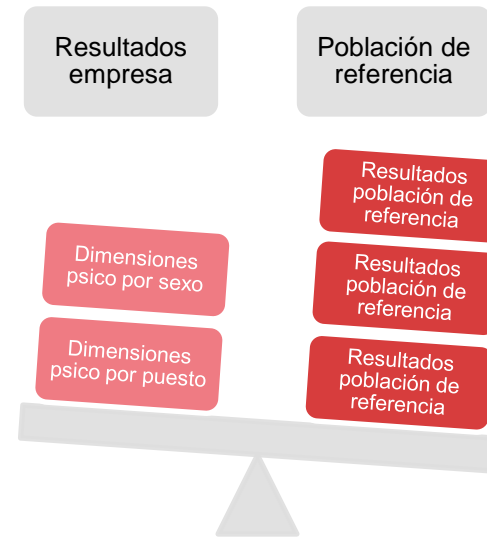 Resultados
empresa
Población de
referencia
Dimensiones
psico por sexo
Dimensiones
psico por puesto
Resultados
población de
referencia
Resultados
población de
referencia
Resultados
población de
referencia